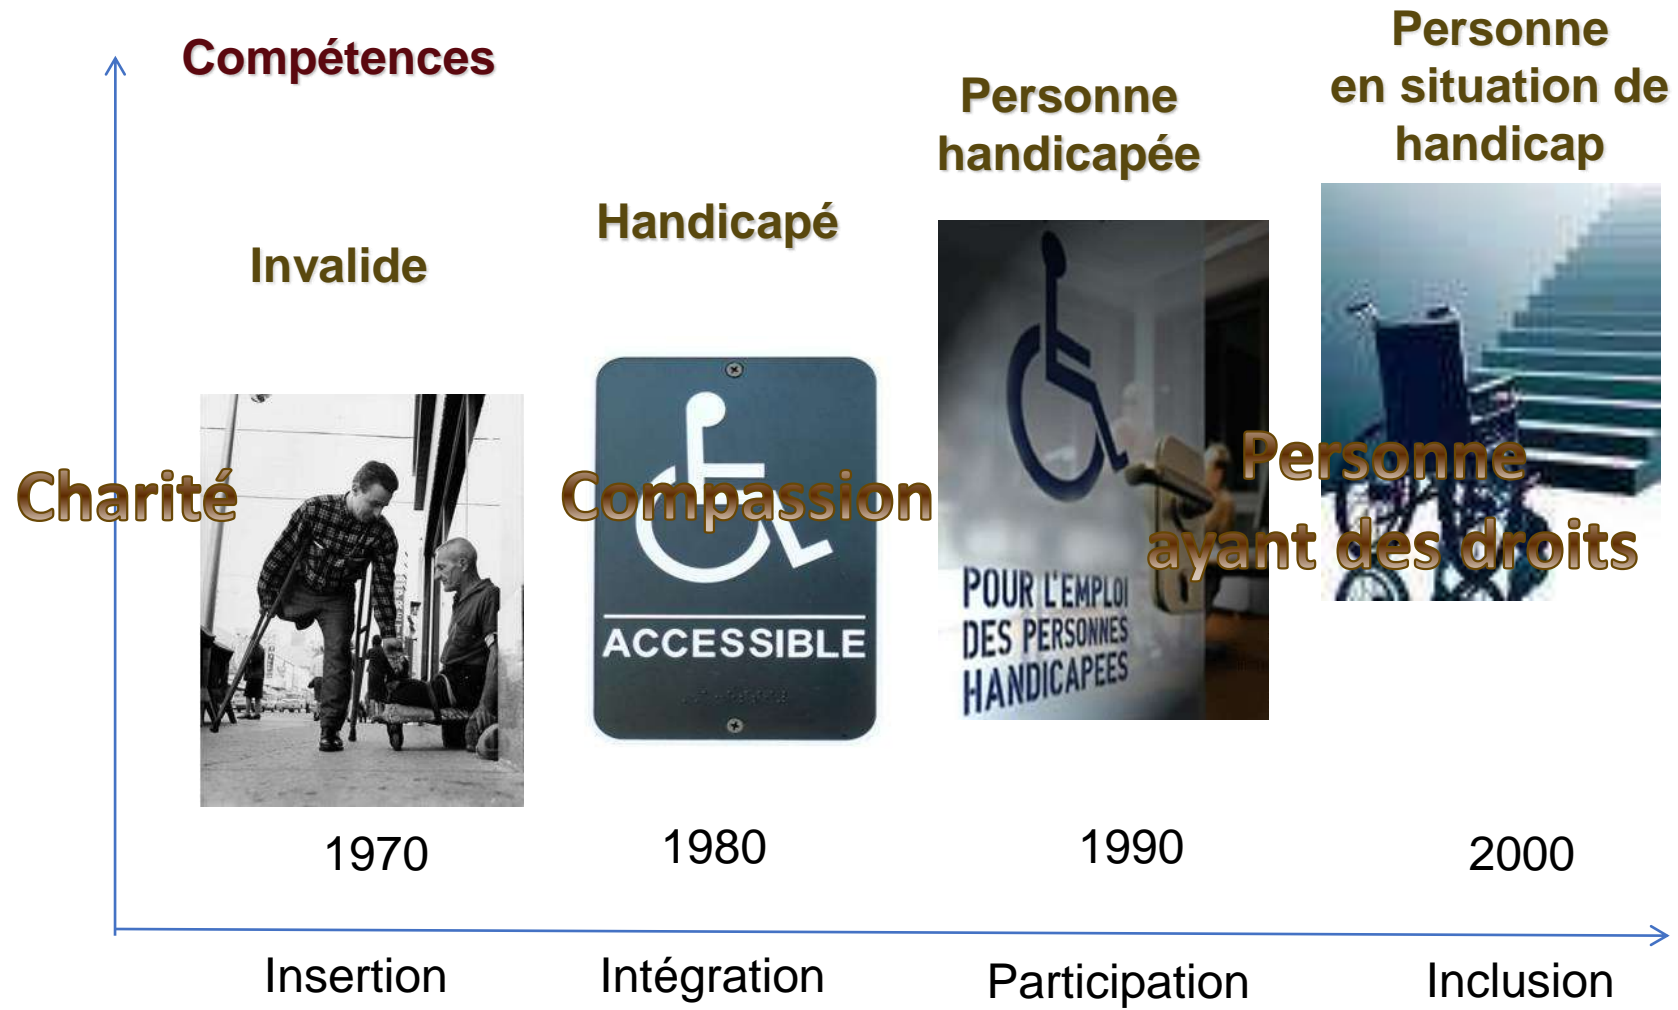 Compétences
Personne
en situation de
handicap
Personne
handicapée
Handicapé
Invalide
Charité
Compassion
Personne
ayant des droits
ACCESSIBLE
POUR L'EMPLOI
DES PERSONNES
HANDICAPEES
1970
1980
1990
2000
Insertion
Intégration
Participation
Inclusion